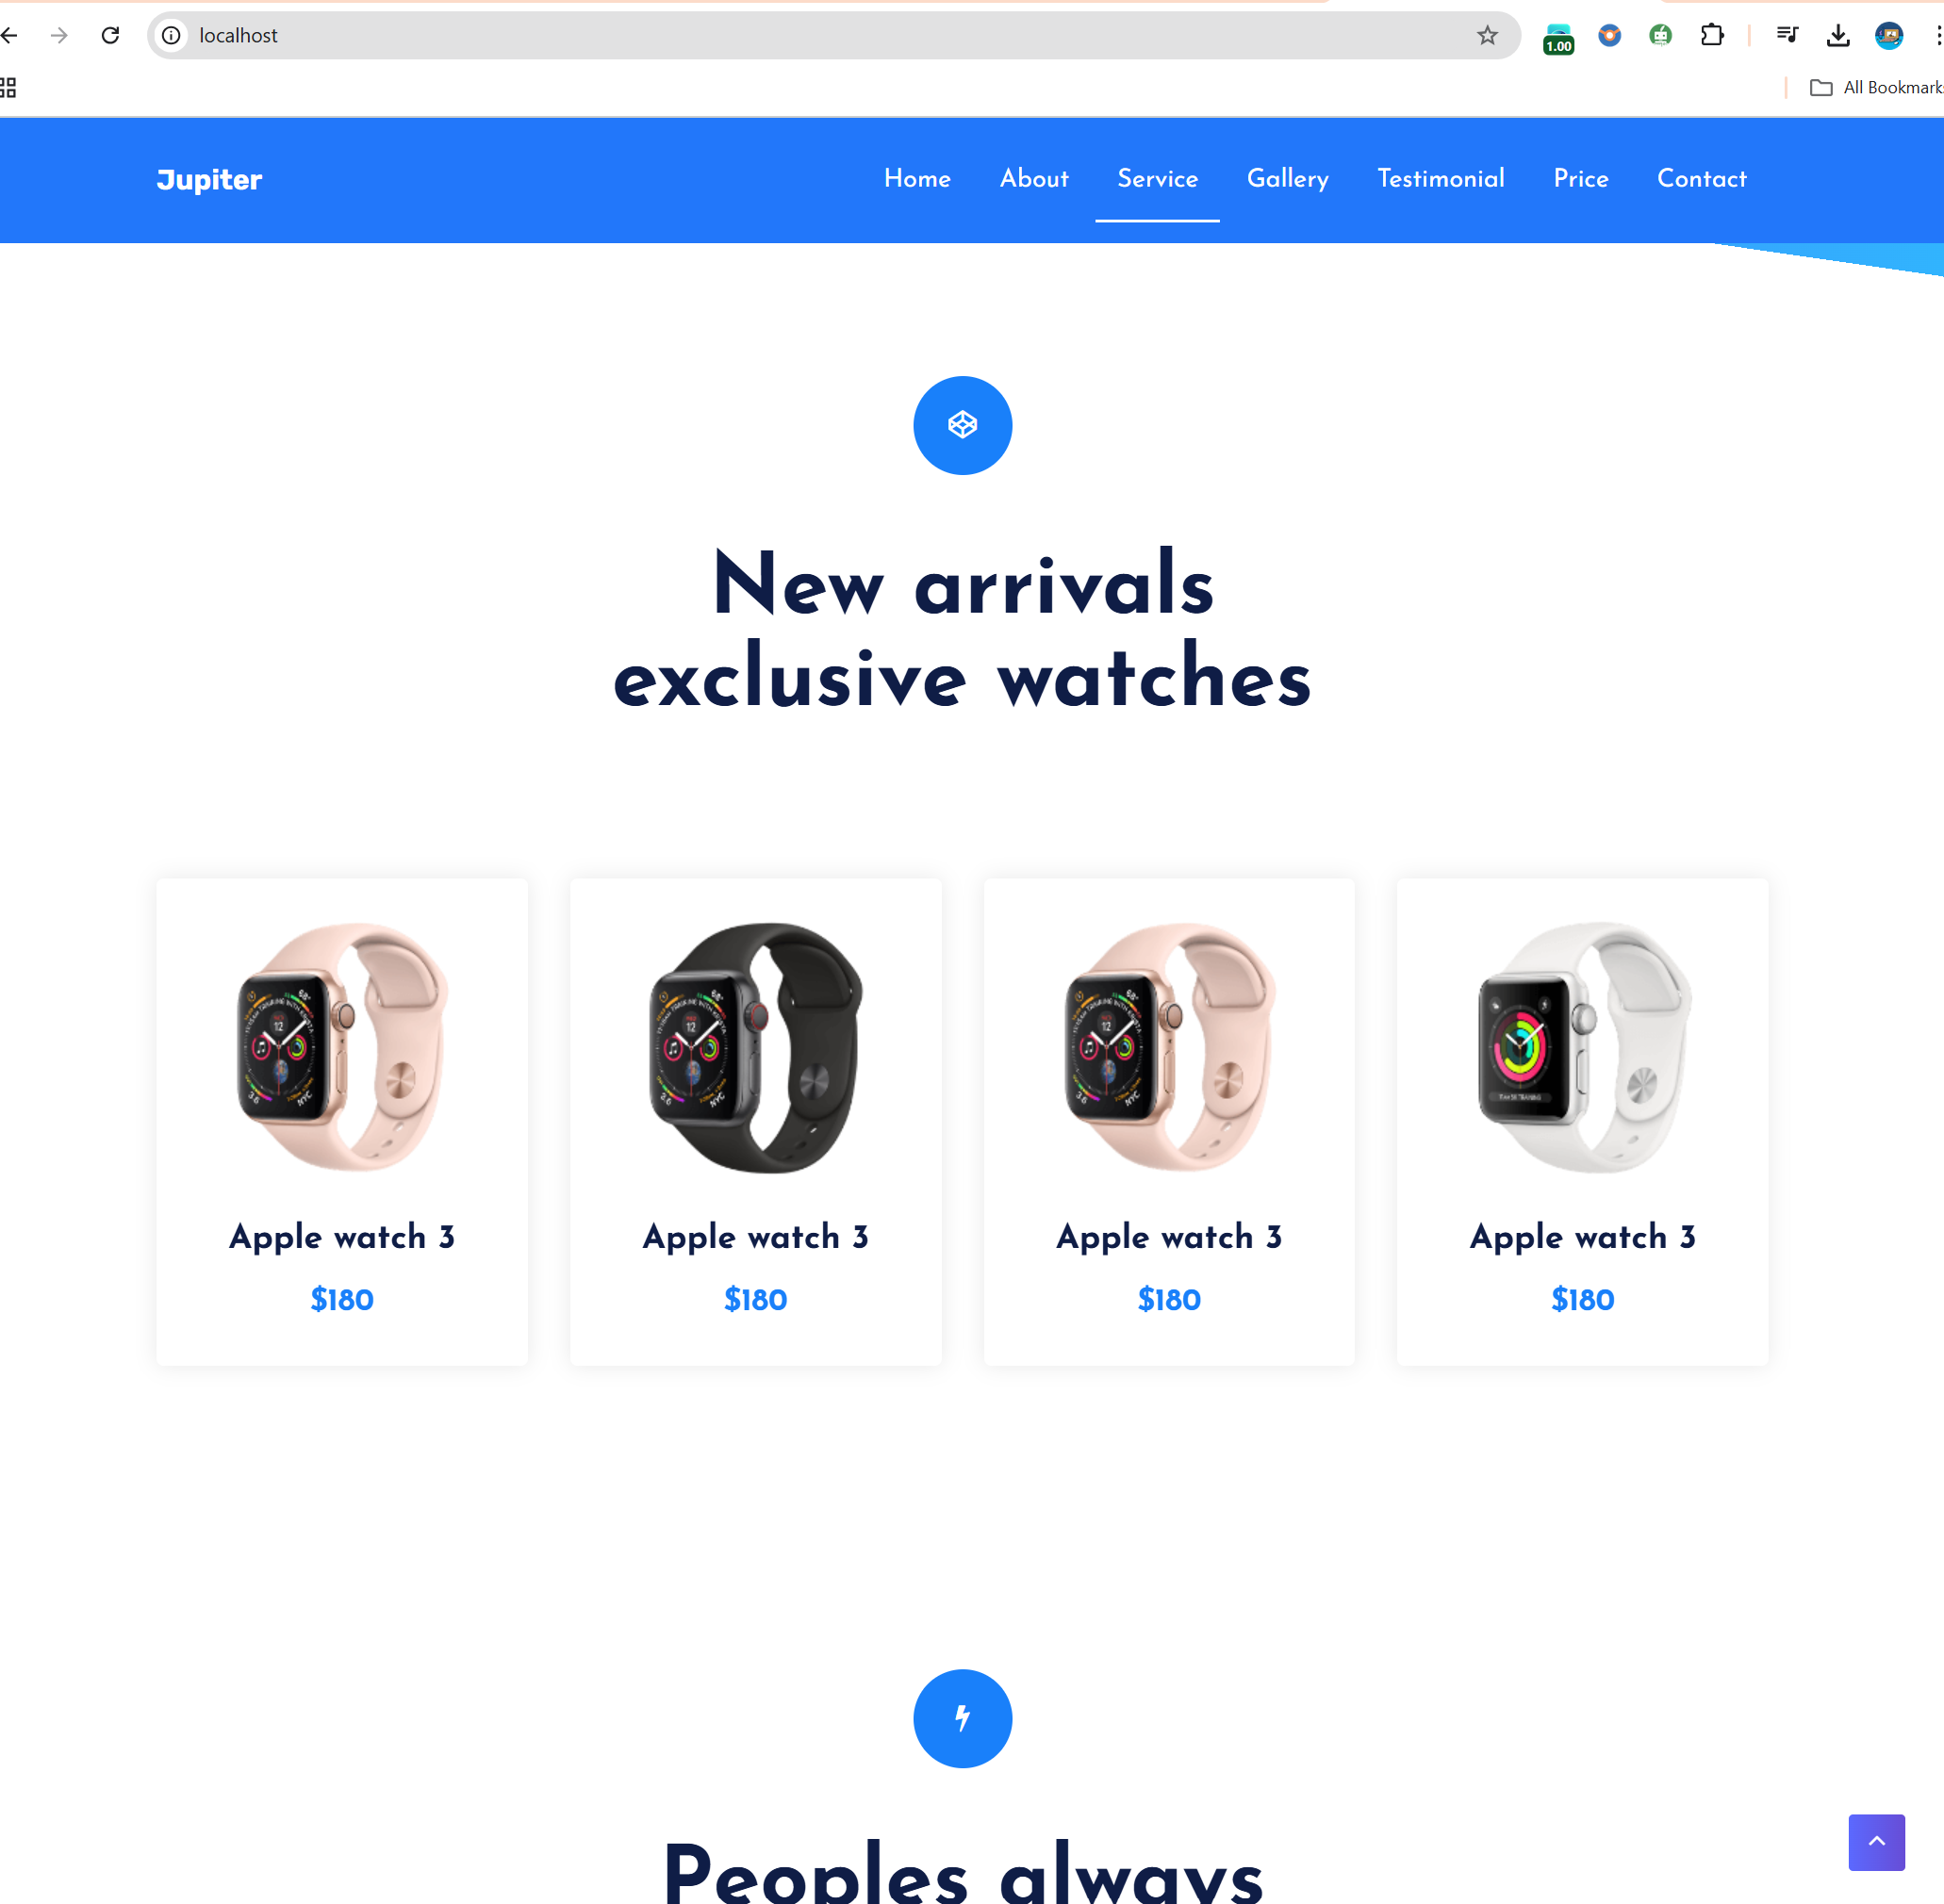 localhost
1.00
All Bookmark
Jupiter
Home About Service Gallery Testimonial Price Contact
New arrivals
exclusive watches
Apple watch 3
$180
Apple watch 3
$180
Apple watch 3
$180
Apple watch 3
$180
Peoples always